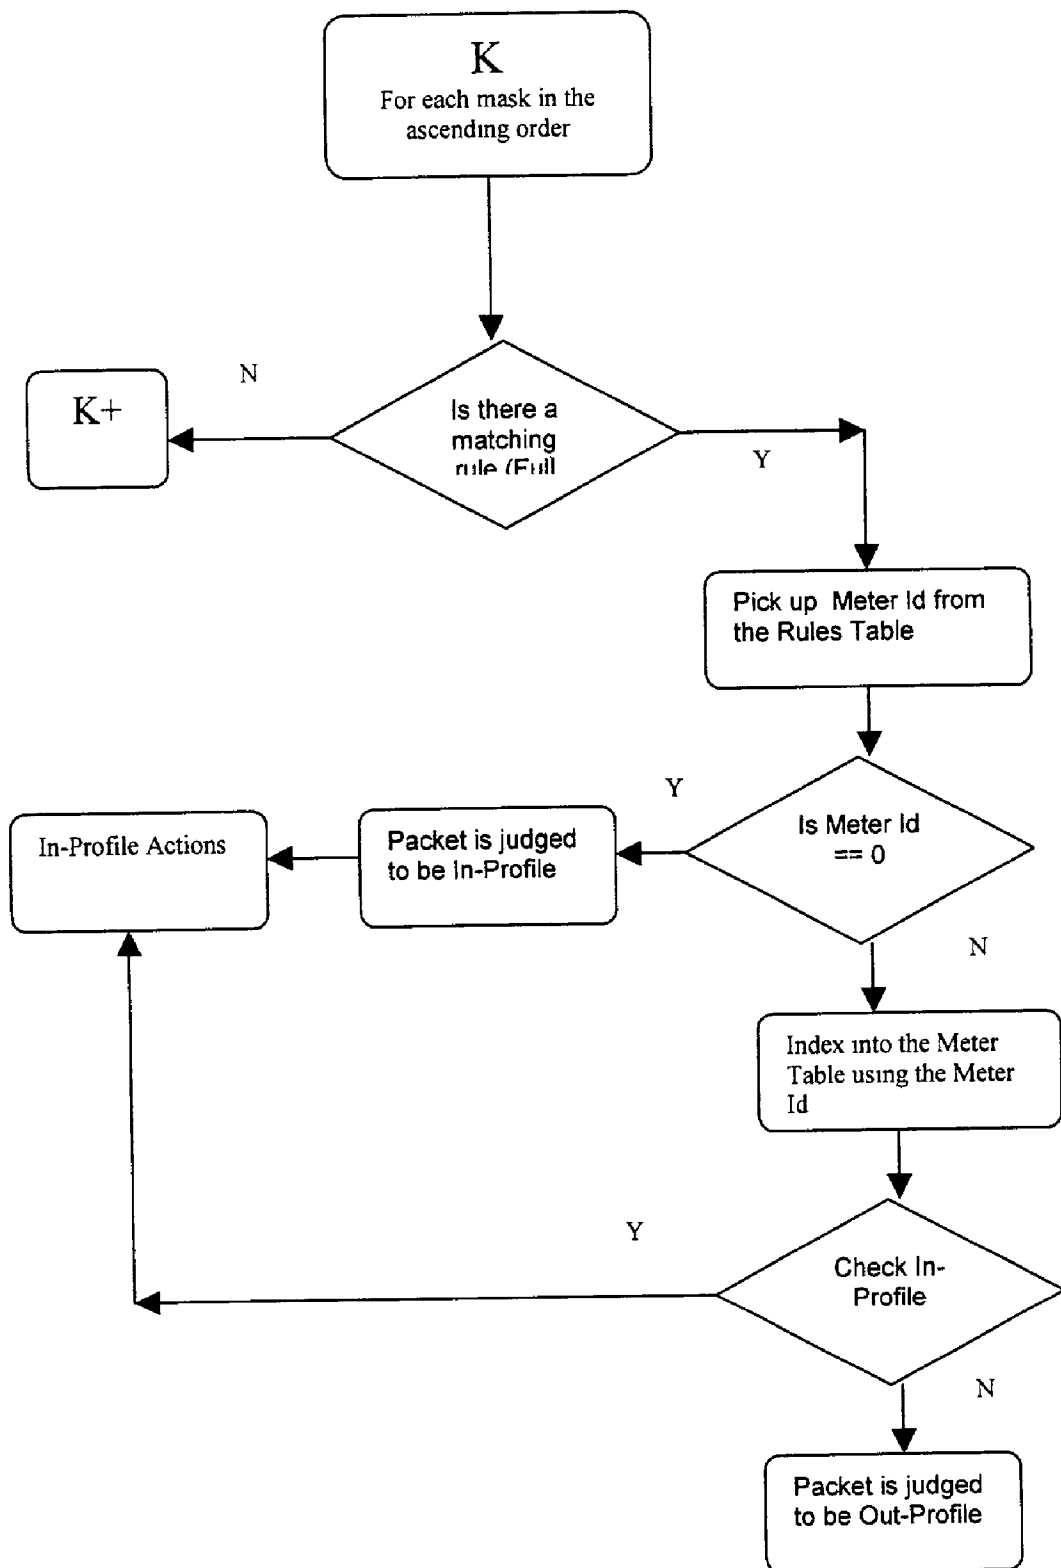 K
For each mask in the
ascending order
N
K+
Is there a
matching
rule (Full
Y
Pick up Meter Id from
the Rules Table
Y
Is Meter Id
== 0
Packet is judged
to be In-Profile
In-Profile Actions
N
Index into the Meter
Table using the Meter
Id
Y
Check In-
Profile
N
Packet is judged
to be Out-Profile